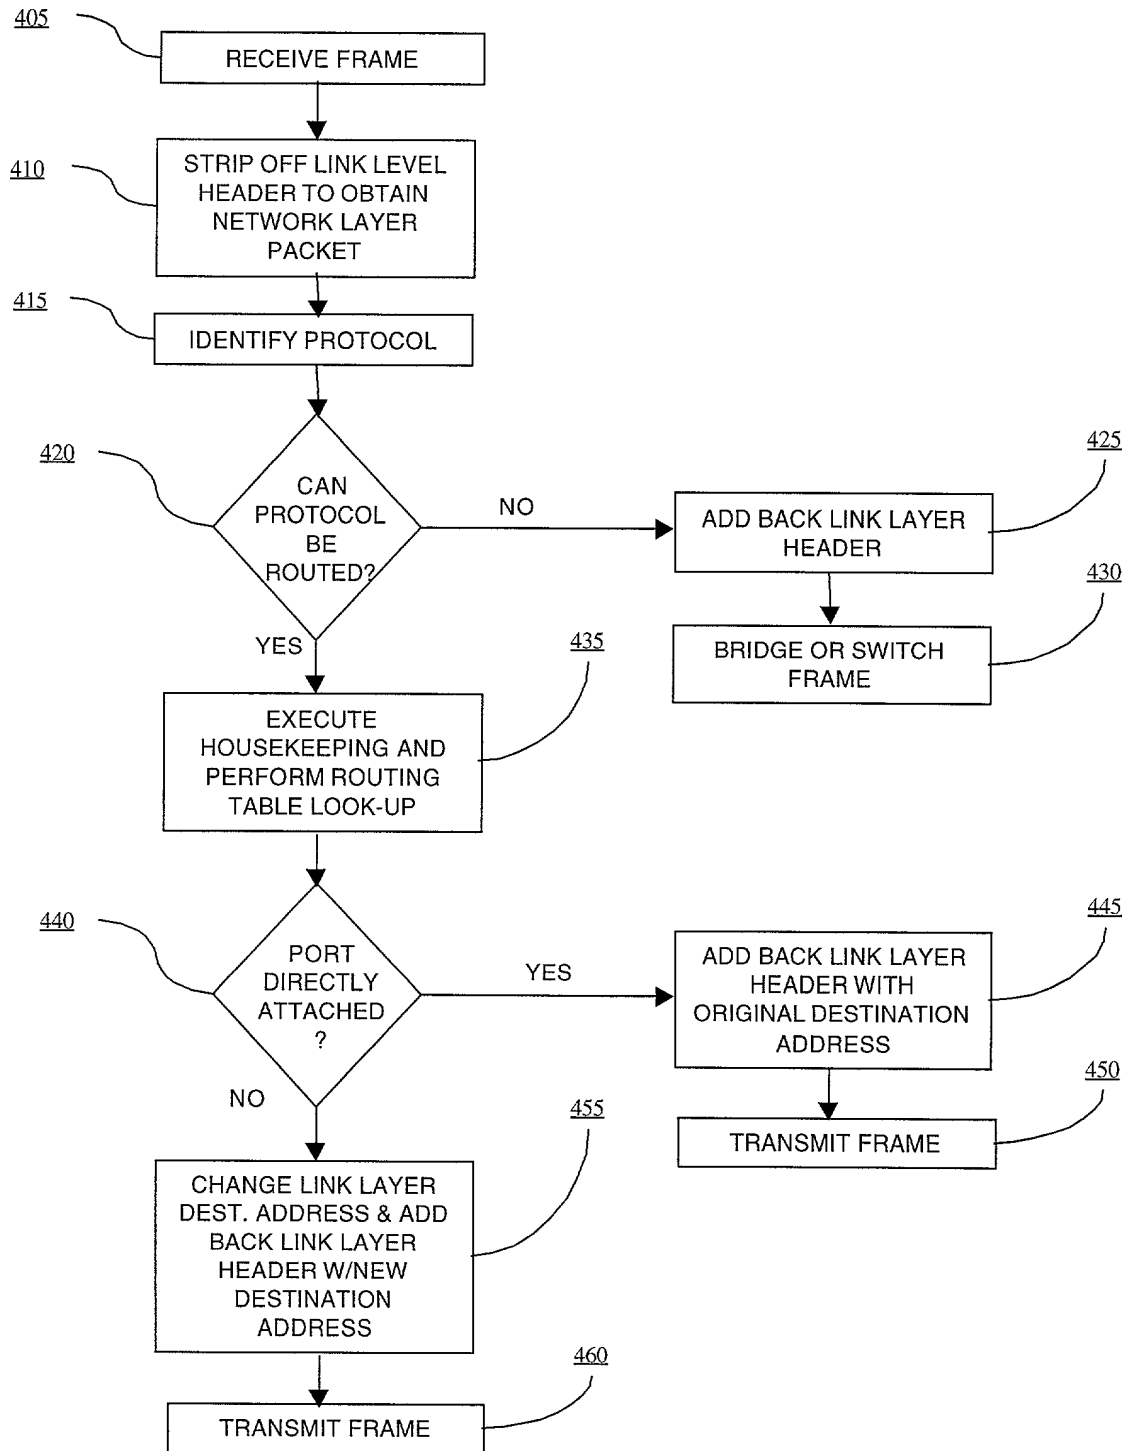 405
RECEIVE FRAME
410
STRIP OFF LINK LEVEL
HEADER TO OBTAIN
NETWORK LAYER
PACKET
415
IDENTIFY PROTOCOL
420
CAN
PROTOCOL
BE
ROUTED?
NO
425
ADD BACK LINK LAYER
HEADER
430
BRIDGE OR SWITCH
FRAME
YES
435
EXECUTE
HOUSEKEEPING AND
PERFORM ROUTING
TABLE LOOK-UP
440
PORT
DIRECTLY
ATTACHED
?
YES
445
ADD BACK LINK LAYER
HEADER WITH
ORIGINAL DESTINATION
ADDRESS
450
TRANSMIT FRAME
NO
455
CHANGE LINK LAYER
DEST. ADDRESS & ADD
BACK LINK LAYER
HEADER W/NEW
DESTINATION
ADDRESS
460
TRANSMIT FRAME